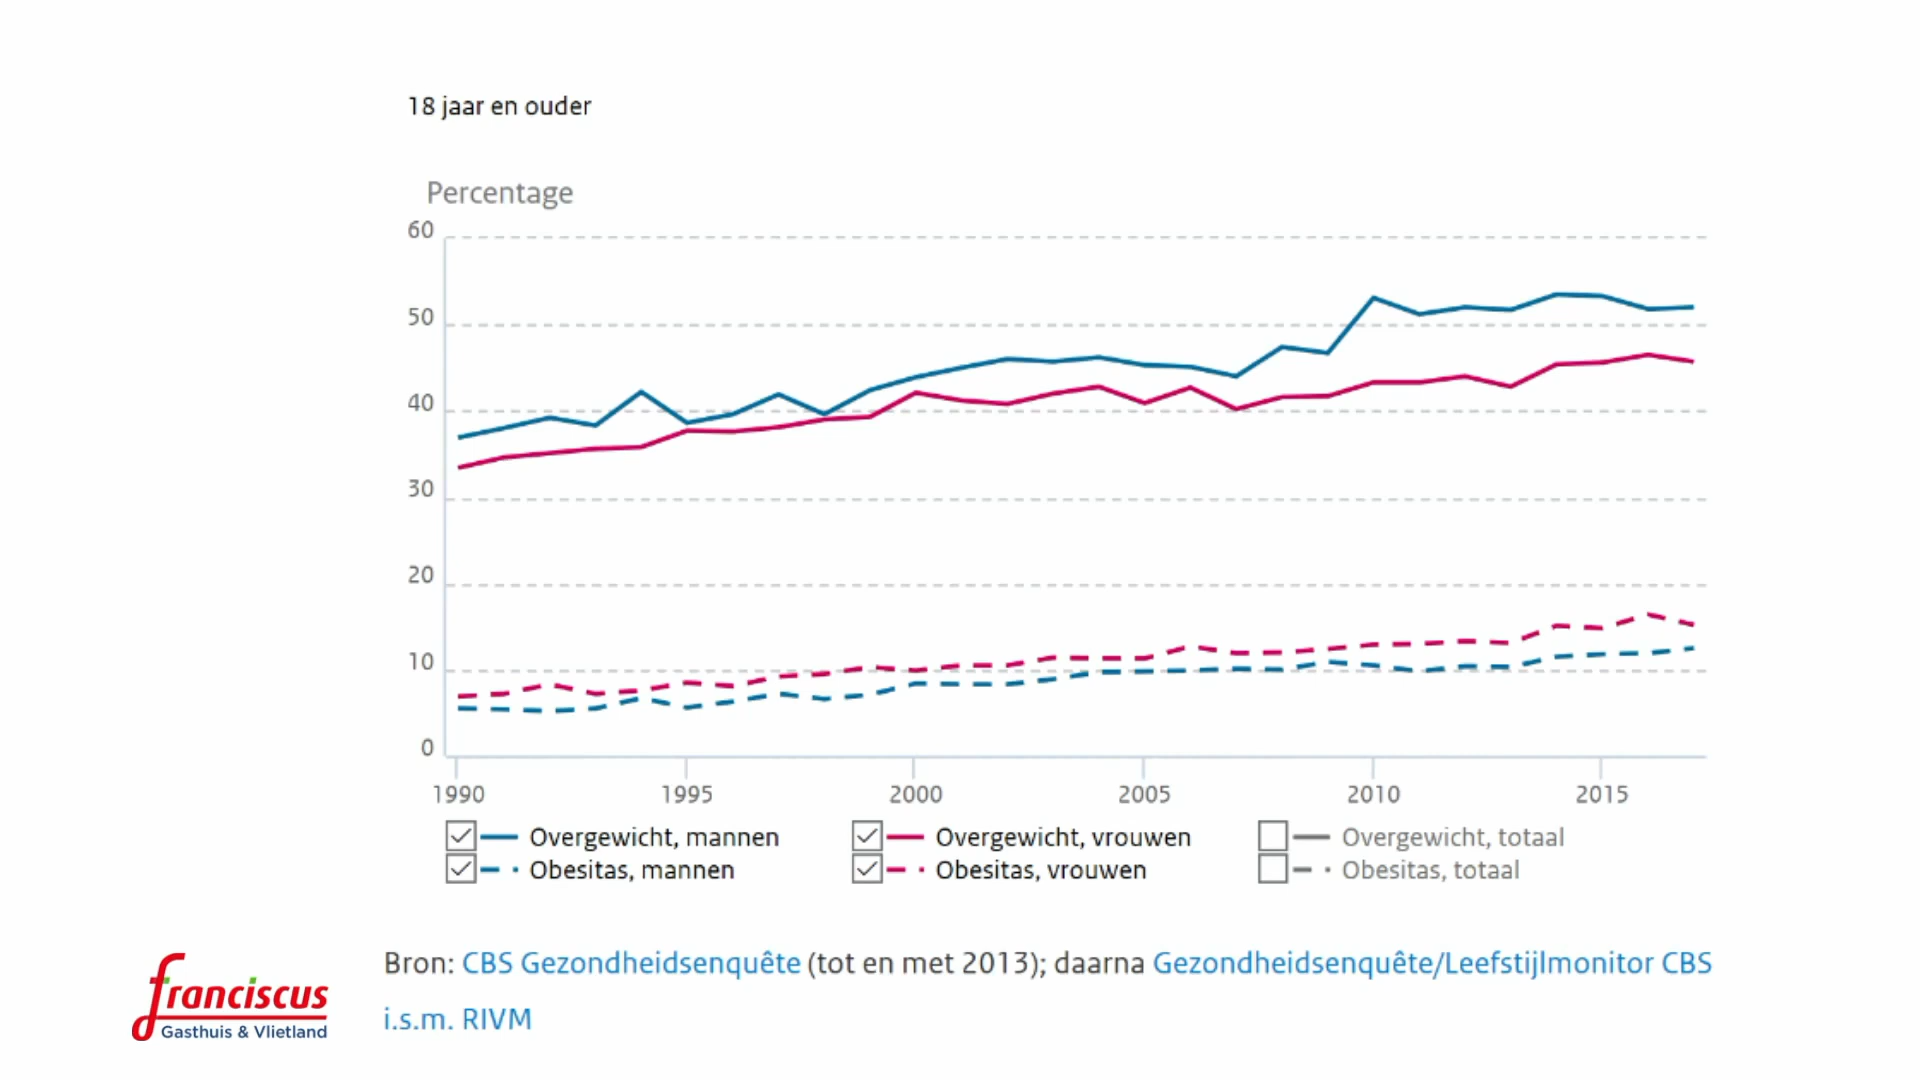 18 jaar en ouder
Percentage
60
50
40
30
20
10
0
1990 1995 2000 2005 2010 2015
Overgewicht, mannen Overgewicht, vrouwen Overgewicht, totaal
Obesitas, mannen Obesitas, vrouwen Obesitas, totaal
Bron: CBS Gezondheidsenquête (tot en met 2013); daarna Gezondheidsenquête/Leefstijlmonitor CBS
i.s.m. RIVM
franciscus
Gasthuis & Vlietland